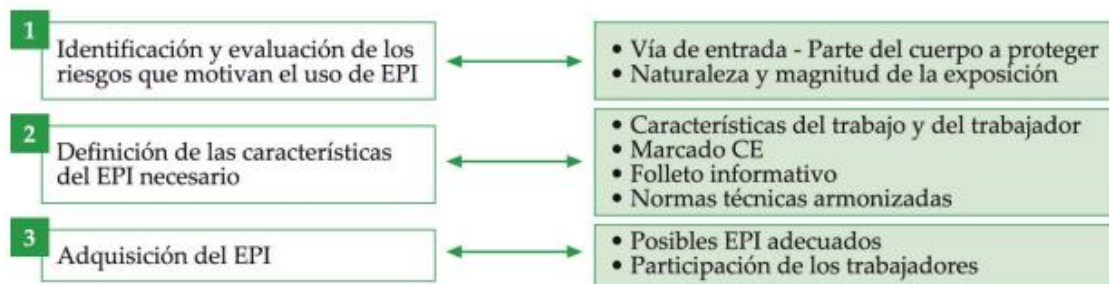 1
Identificación y evaluación de los
riesgos que motivan el uso de EPI
• Vía de entrada - Parte del cuerpo a proteger
• Naturaleza y magnitud de la exposición
2
Definición de las características
del EPI necesario
• Características del trabajo y del trabajador
• Marcado CE
• Folleto informativo
• Normas técnicas armonizadas
3
Adquisición del EPI
• Posibles EPI adecuados
• Participación de los trabajadores